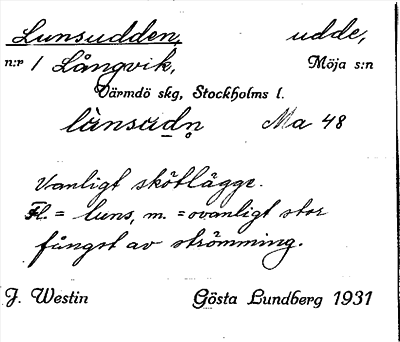 Lunsudden, udde,
n:r 1 Långvik, Möja s:n
Värmdö skg, Stockholms l.
Ma 48
Vanligt skötlägge.
Fl. = luns, m. = ovanligt stor
fångst av strömming.
J. Westin Gösta Lundberg 1931